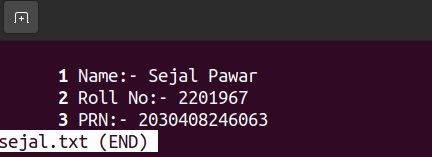 1 Name:- Sejal Pawar
2 Roll No:- 2201967
3 PRN:- 2030408246063
sejal.txt (END)